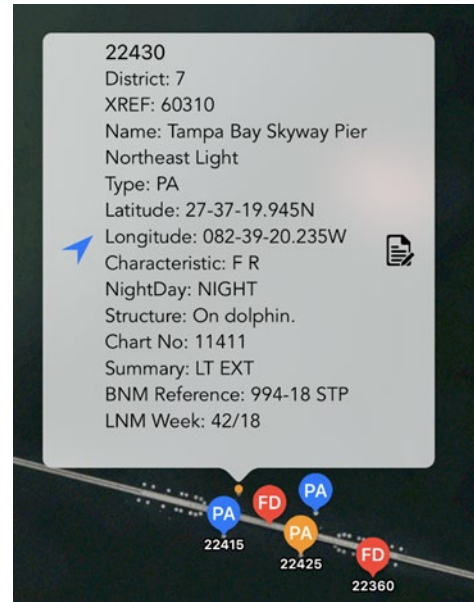 22430
District: 7
XREF: 60310
Name: Tampa Bay Skyway Pier
Northeast Light
Type: PA
Latitude: 27-37-19.945N
Longitude: 082-39-20.235W
Characteristic: F R
NightDay: NIGHT
Structure: On dolphin.
Chart No: 11411
Summary: LT EXT
BNM Reference: 994-18 STP
LNM Week: 42/18
PA
FD
PA
22415
PA
22425
FD
22360